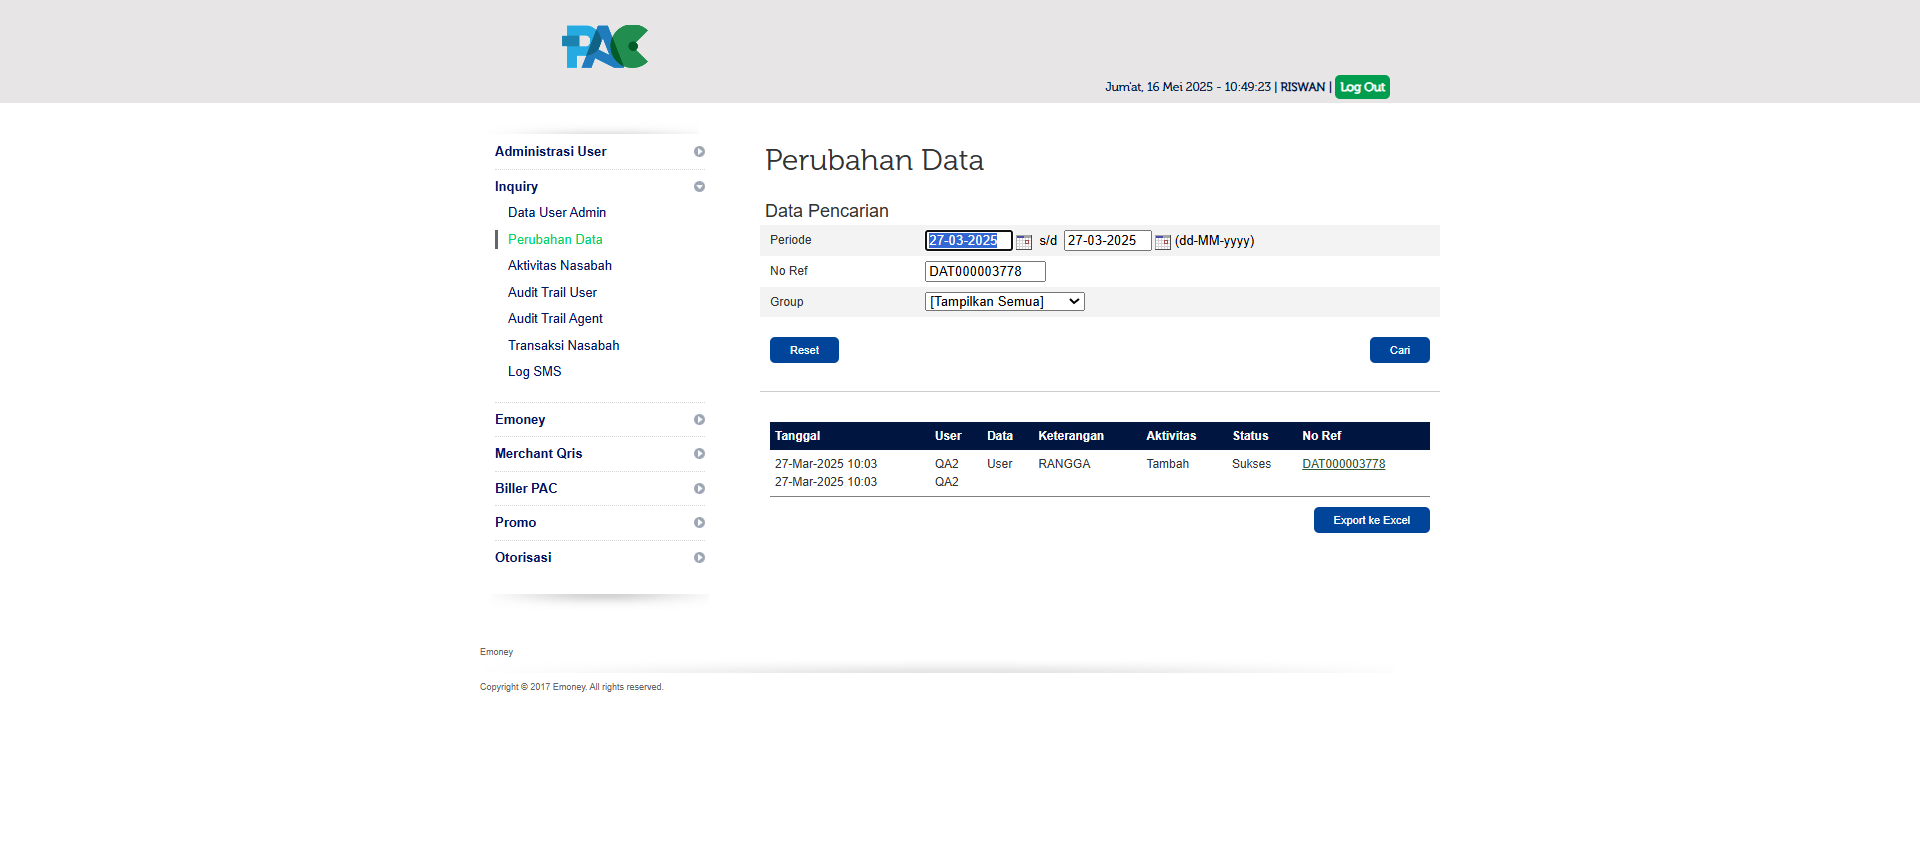 PAC
Jum'at, 16 Mei 2025 - 10:49:23 | RISWAN | Log Out
Administrasi User
Inquiry
Data User Admin
Perubahan Data
Aktivitas Nasabah
Audit Trail User
Audit Trail Agent
Transaksi Nasabah
Log SMS
Emoney
Merchant Qris
Biller PAC
Promo
Otorisasi
Perubahan Data
Data Pencarian
Periode 27-03-2025 s/d 27-03-2025 (dd-MM-yyyy)
No Ref DAT000003778
Group [Tampilkan Semua]
Reset Cari
Tanggal User Data Keterangan Aktivitas Status No Ref
27-Mar-2025 10:03 QA2 User RANGGA Tambah Sukses DAT000003778
27-Mar-2025 10:03 QA2
Export ke Excel
Emoney
Copyright © 2017 Emoney. All rights reserved.